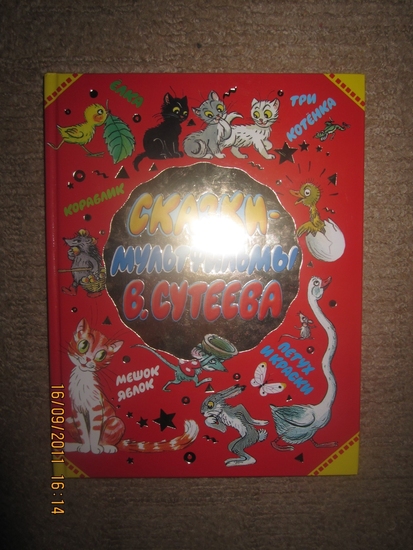 ЁЛКА
ТРИ
КОТЁНКА
КОРАБЛИК
СКАЗКИ-
МУЛЬТФИЛЬМЫ
В. СУТЕЕВА
ПЕТУХ
И КРАСКИ
МЕШОК
ЯБЛОК
16/09/2011 16:14